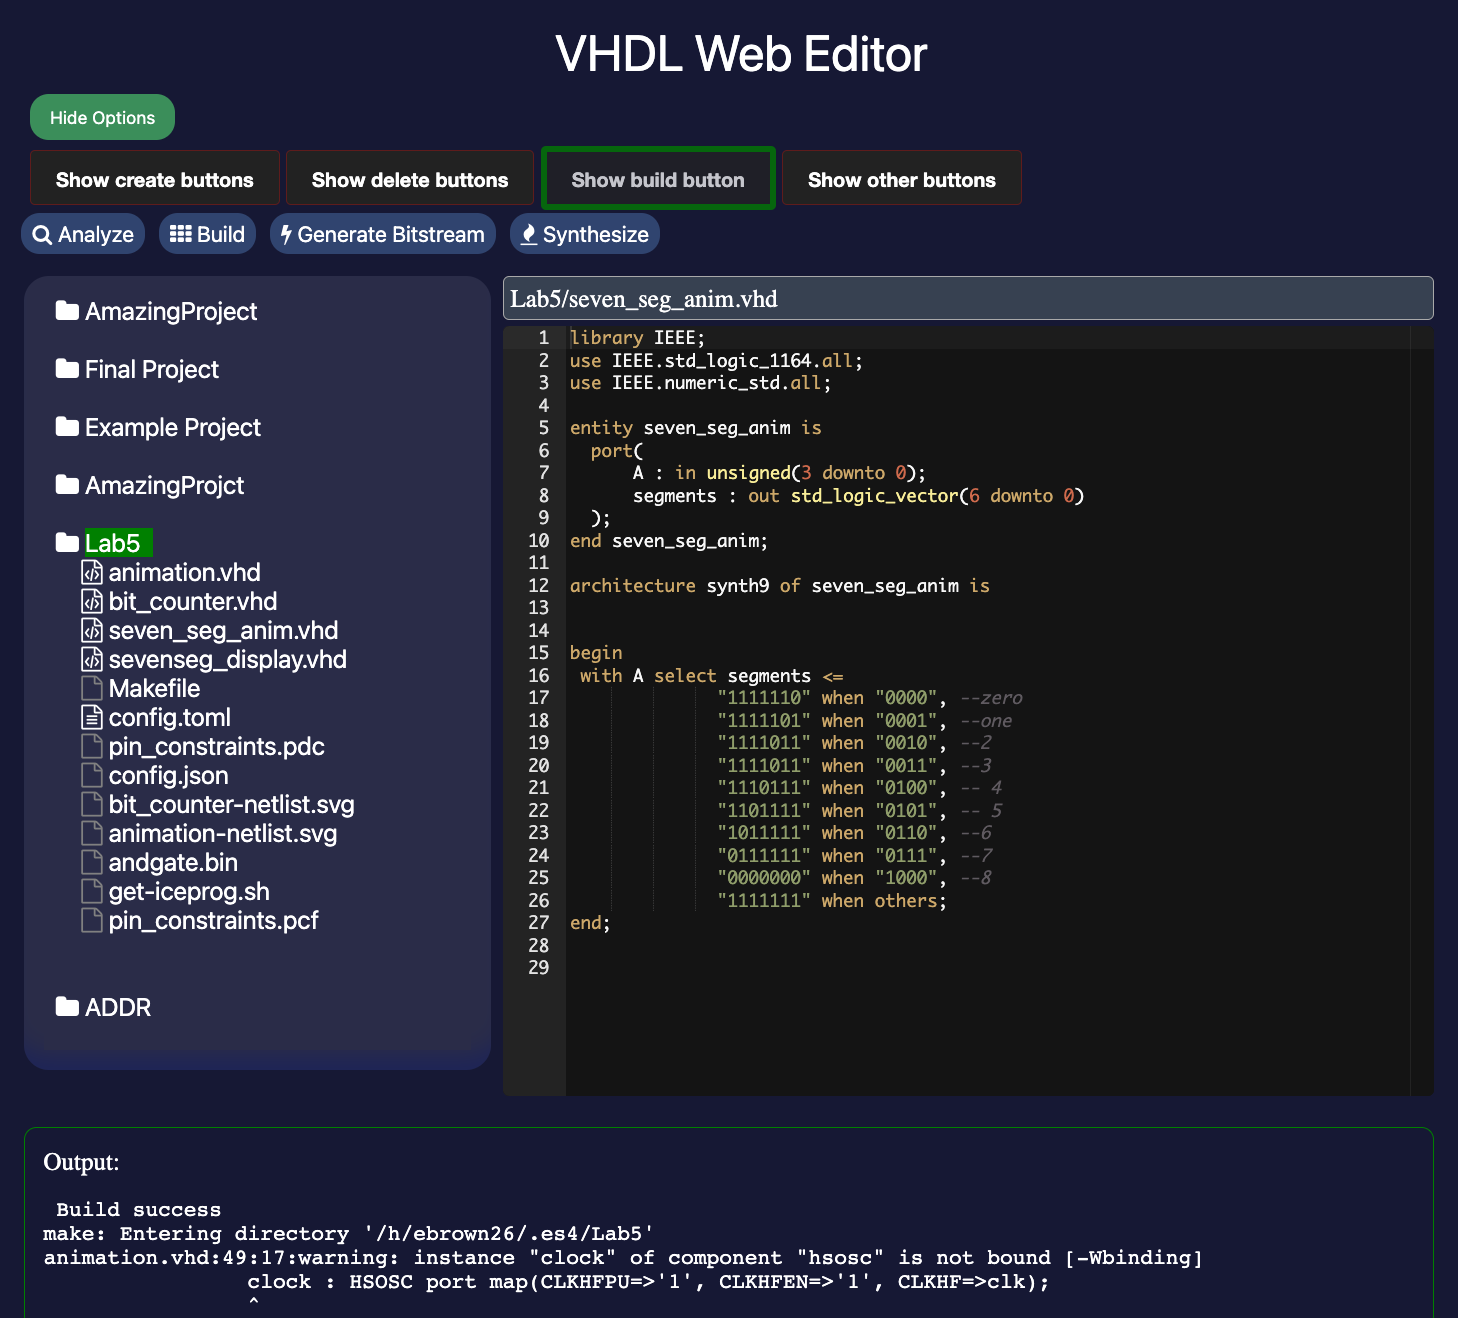 VHDL Web Editor
Hide Options
Show create buttons Show delete buttons Show build button Show other buttons
Analyze Build Generate Bitstream Synthesize
AmazingProject
Final Project
Example Project
AmazingProjct
Lab5
animation.vhd
bit_counter.vhd
seven_seg_anim.vhd
sevenseg_display.vhd
Makefile
config.toml
pin_constraints.pdc
config.json
bit_counter-netlist.svg
animation-netlist.svg
andgate.bin
get-iceprog.sh
pin_constraints.pcf
ADDR
Lab5/seven_seg_anim.vhd
1 library IEEE;
2 use IEEE.std_logic_1164.all;
3 use IEEE.numeric_std.all;
4
5 entity seven_seg_anim is
6 port(
7 A : in unsigned(3 downto 0);
8 segments : out std_logic_vector(6 downto 0)
9 );
10 end seven_seg_anim;
11
12 architecture synth9 of seven_seg_anim is
13
14
15 begin
16 with A select segments <=
17 "1111110" when "0000", --zero
18 "1111101" when "0001", --one
19 "1111011" when "0010", --2
20 "1111011" when "0011", --3
21 "1110111" when "0100", -- 4
22 "1101111" when "0101", -- 5
23 "1011111" when "0110", --6
24 "0111111" when "0111", --7
25 "0000000" when "1000", --8
26 "1111111" when others;
27 end;
28
29
Output:
Build success
make: Entering directory '/h/ebrown26/.es4/Lab5'
animation.vhd:49:17:warning: instance "clock" of component "hsosc" is not bound [-Wbinding]
clock : HSOSC port map(CLKHFPU=>'1', CLKHFEN=>'1', CLKHF=>clk);
^